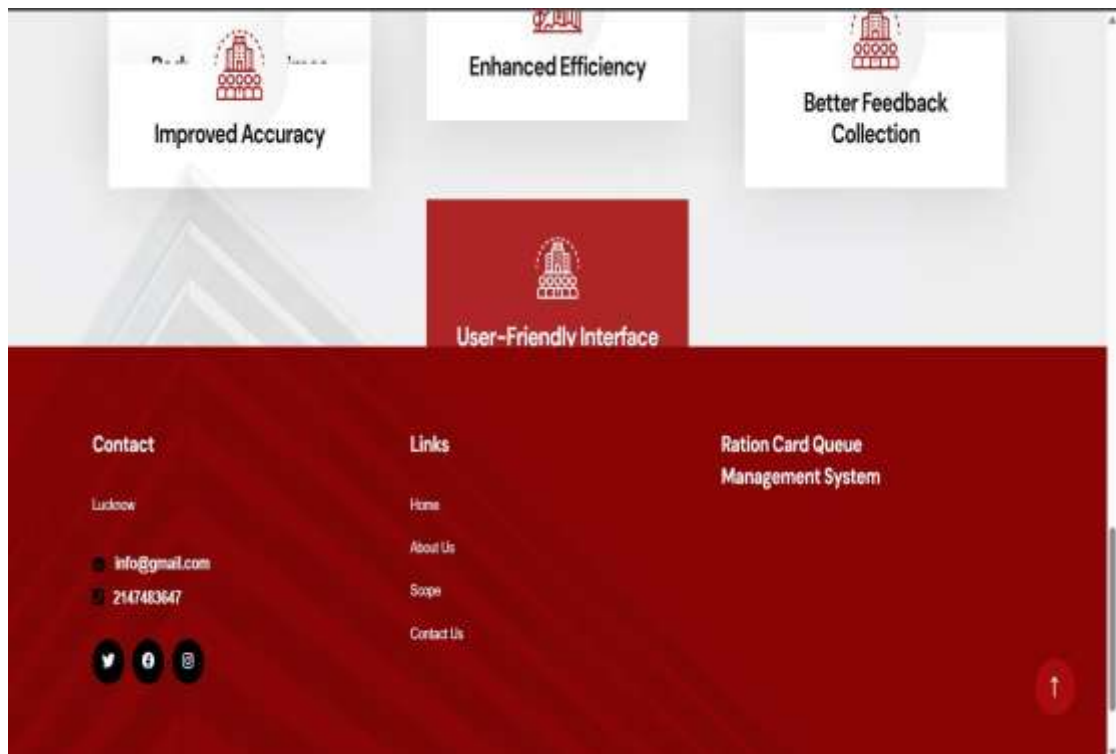 Enhanced Efficiency
Improved Accuracy
Better Feedback
Collection
User-Friendly Interface
Contact
Lucknow
info@gmail.com
2147483647
Links
Home
About Us
Scope
Contact Us
Ration Card Queue
Management System